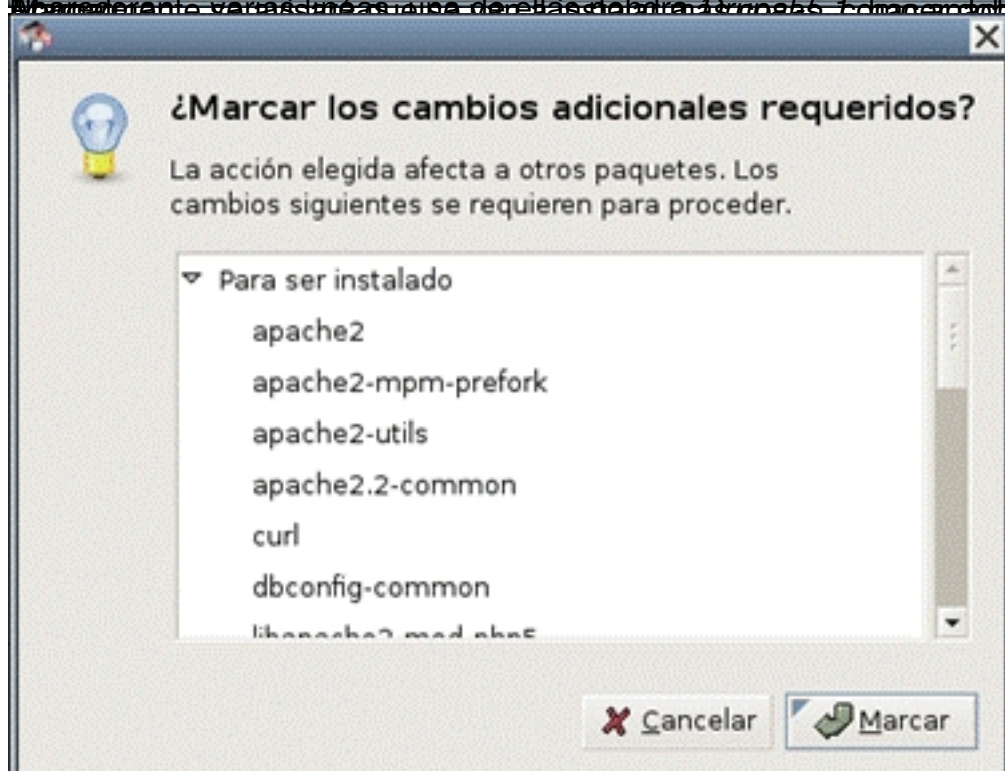 ¿Marcar los cambios adicionales requeridos?
La acción elegida afecta a otros paquetes. Los
cambios siguientes se requieren para proceder.
Para ser instalado
apache2
apache2-mpm-prefork
apache2-utils
apache2.2-common
curl
dbconfig-common
Cancelar
Marcar